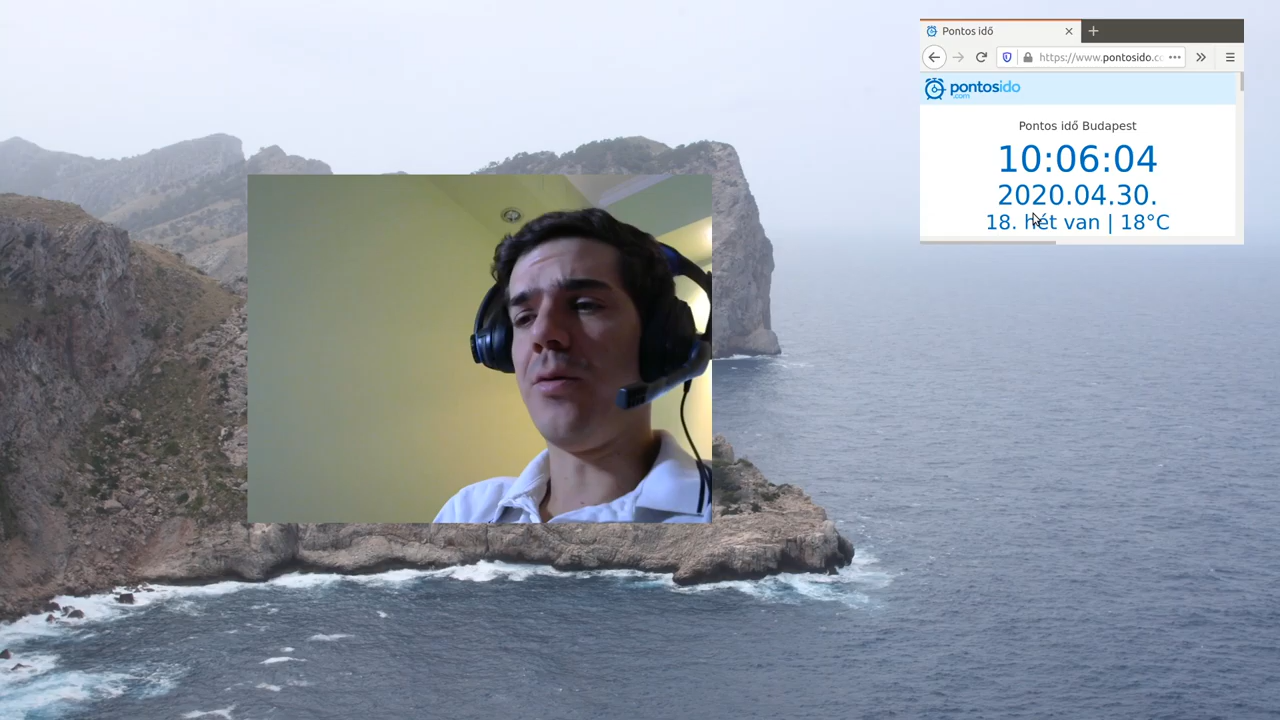 Pontos idő
https://www.pontosido.cc
pontosido
.com
Pontos idő Budapest
10:06:04
2020.04.30.
18. hét van | 18°C